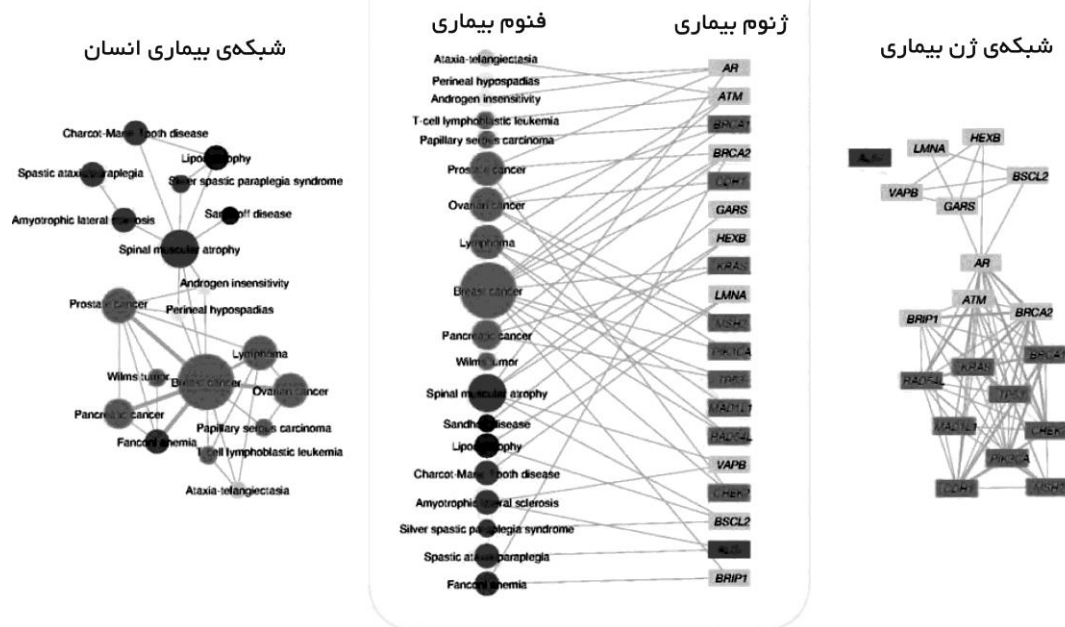 شبکه‌ی بیماری انسان
Charcot-Marie-Tooth disease
Lipodystrophy
Spastic ataxia/paraplegia
Silver spastic paraplegia syndrome
Amyotrophic lateral sclerosis
Sandhoff disease
Spinal muscular atrophy
Androgen insensitivity
Prostate cancer
Perineal hypospadias
Lymphoma
Wilms tumor
Breast cancer
Ovarian cancer
Pancreatic cancer
Papillary serous carcinoma
Fanconi anemia
T-cell lymphoblastic leukemia
Ataxia-telangiectasia
فنوم بیماری
Ataxia-telangiectasia
Perineal hypospadias
Androgen insensitivity
T-cell lymphoblastic leukemia
Papillary serous carcinoma
Prostate cancer
Ovarian cancer
Lymphoma
Breast cancer
Pancreatic cancer
Wilms tumor
Spinal muscular atrophy
Sandhoff disease
Lipodystrophy
Charcot-Marie-Tooth disease
Amyotrophic lateral sclerosis
Silver spastic paraplegia syndrome
Spastic ataxia/paraplegia
Fanconi anemia
ژنوم بیماری
AR
ATM
BRCA1
BRCA2
CDH1
GARS
HEXB
KRAS
LMNA
MSH2
PIK3CA
TP53
MAD1L1
RAD54L
VAPB
CHEK2
BSCL2
BRIP1
شبکه‌ی ژن بیماری
HEXB
LMNA
BSCL2
VAPB
GARS
AR
ATM
BRCA2
BRIP1
BRCA1
KRAS
RAD54L
TP53
MAD1L1
CHEK2
PIK3CA
CDH1
MSH2